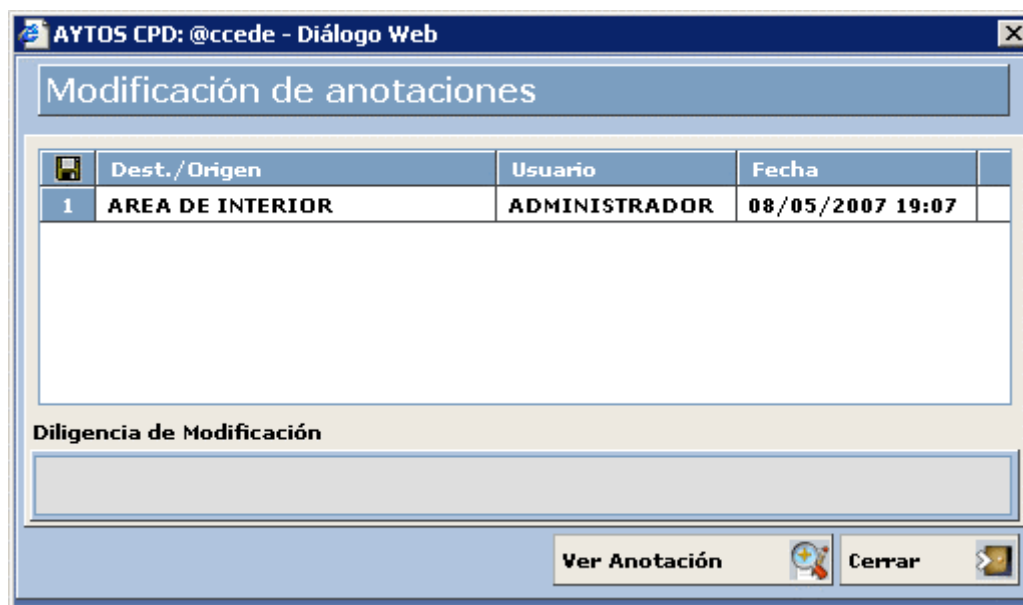 AYTOS CPD: @ccede - Diálogo Web
Modificación de anotaciones
Dest./Origen Usuario Fecha
1 AREA DE INTERIOR ADMINISTRADOR 08/05/2007 19:07
Diligencia de Modificación
Ver Anotación Cerrar